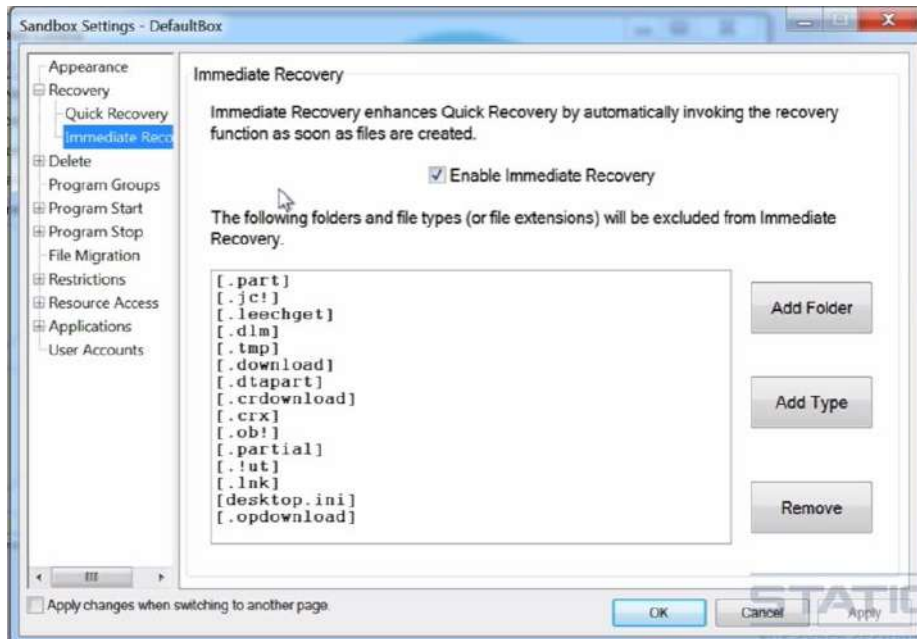 Sandbox Settings - DefaultBox
Appearance
Recovery
Quick Recovery
Immediate Reco
Delete
Program Groups
Program Start
Program Stop
File Migration
Restrictions
Resource Access
Applications
User Accounts
Immediate Recovery
Immediate Recovery enhances Quick Recovery by automatically invoking the recovery
function as soon as files are created.
Enable Immediate Recovery
The following folders and file types (or file extensions) will be excluded from Immediate
Recovery.
[.part]
[.jc!]
[.leechget]
[.dlm]
[.tmp]
[.download]
[.dtapart]
[.crdownload]
[.crx]
[.ob!]
[.partial]
[.!ut]
[.lnk]
[desktop.ini]
[.opdownload]
Add Folder
Add Type
Remove
Apply changes when switching to another page.
OK
Cancel
Apply
STATIC